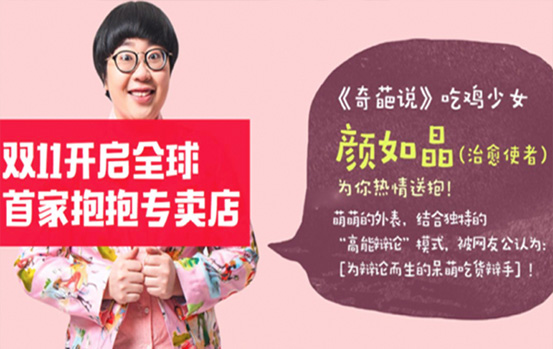 双11开启全球
首家抱抱专卖店
《奇葩说》吃鸡少女
颜如晶(治愈使者)
为你热情送抱!
萌萌的外表，结合独特的
“高能辩论”模式，被网友公认为:
[为辩论而生的呆萌吃货辩手]!